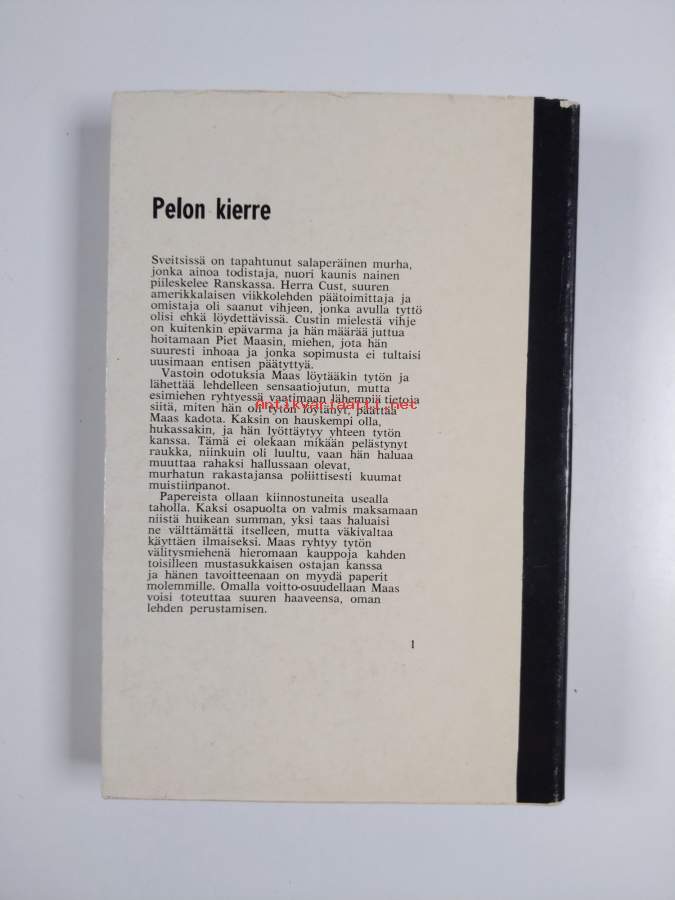 Pelon kierre
Sveitsissä on tapahtunut salaperäinen murha,
jonka ainoa todistaja, nuori kaunis nainen
piileskelee Ranskassa. Herra Cust, suuren
amerikkalaisen viikkolehden päätoimittaja ja
omistaja oli saanut vihjeen, jonka avulla tyttö
olisi ehkä löydettävissä. Custin mielestä vihje
on kuitenkin epävarma ja hän määrää juttua
hoitamaan Piet Maasin, miehen, jota hän
suuresti inhoaa ja jonka sopimusta ei tultaisi
uusimaan entisen päätyttyä.
Vastoin odotuksia Maas löytääkin tytön ja
lähettää lehdelleen sensaatiojutun, mutta
esimiehen ryhtyessä vaatimaan lähempiä tietoja
antikvariaatti.net
siitä, miten hän oli tytön löytänyt, päättää
Maas kadota. Kaksin on hauskempi olla,
hukassakin, ja hän lyöttäytyy yhteen tytön
kanssa. Tämä ei olekaan mikään pelästynyt
raukka, niinkuin oli luultu, vaan hän haluaa
muuttaa rahaksi hallussaan olevat,
murhatun rakastajansa poliittisesti kuumat
muistiinpanot.
Papereista ollaan kiinnostuneita usealla
taholla. Kaksi osapuolta on valmis maksamaan
niistä huikean summan, yksi taas haluaisi
ne välttämättä itselleen, mutta väkivaltaa
käyttäen ilmaiseksi. Maas ryhtyy tytön
välitysmiehenä hieromaan kauppoja kahden
toisilleen mustasukkaisen ostajan kanssa
ja hänen tavoitteenaan on myydä paperit
molemmille. Omalla voitto-osuudellaan Maas
voisi toteuttaa suuren haaveensa, oman
lehden perustamisen.
1